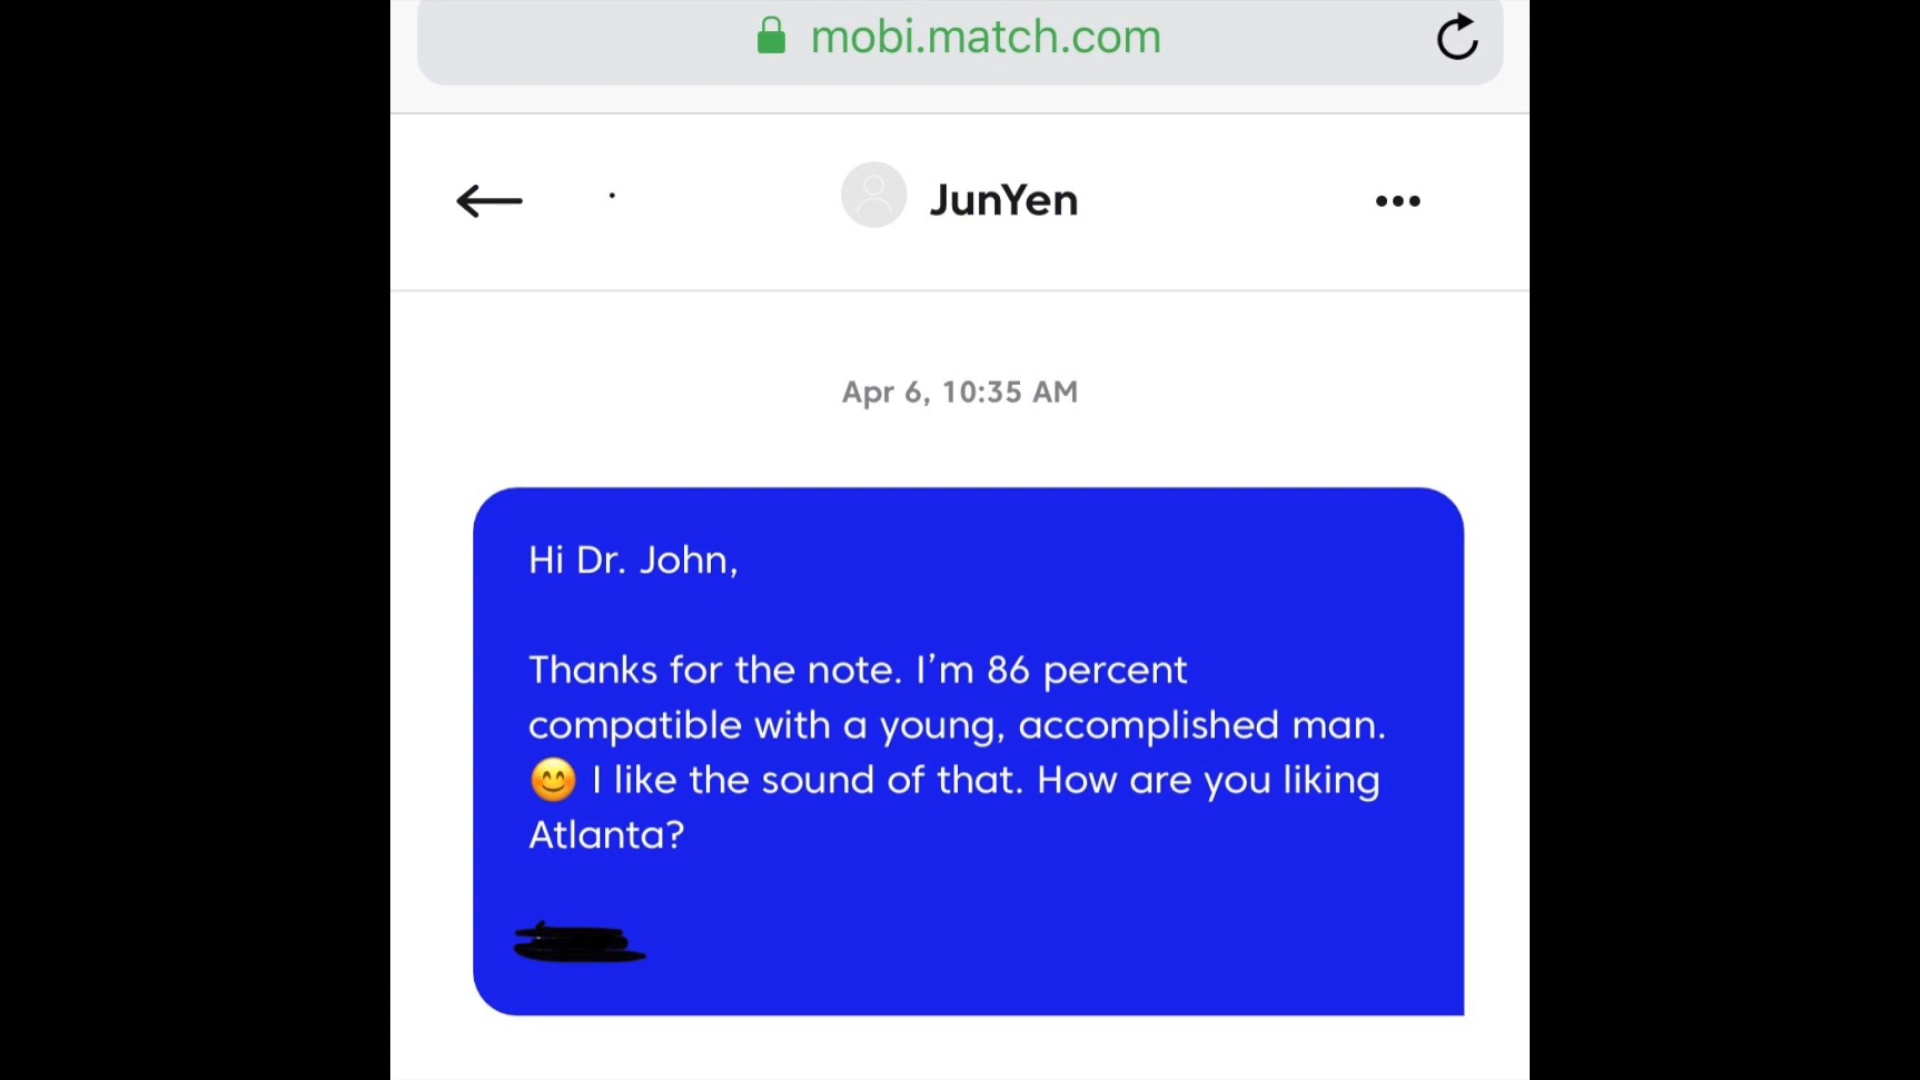 mobi.match.com
JunYen
Apr 6, 10:35 AM
Hi Dr. John,
Thanks for the note. I’m 86 percent
compatible with a young, accomplished man.
😊 I like the sound of that. How are you liking
Atlanta?